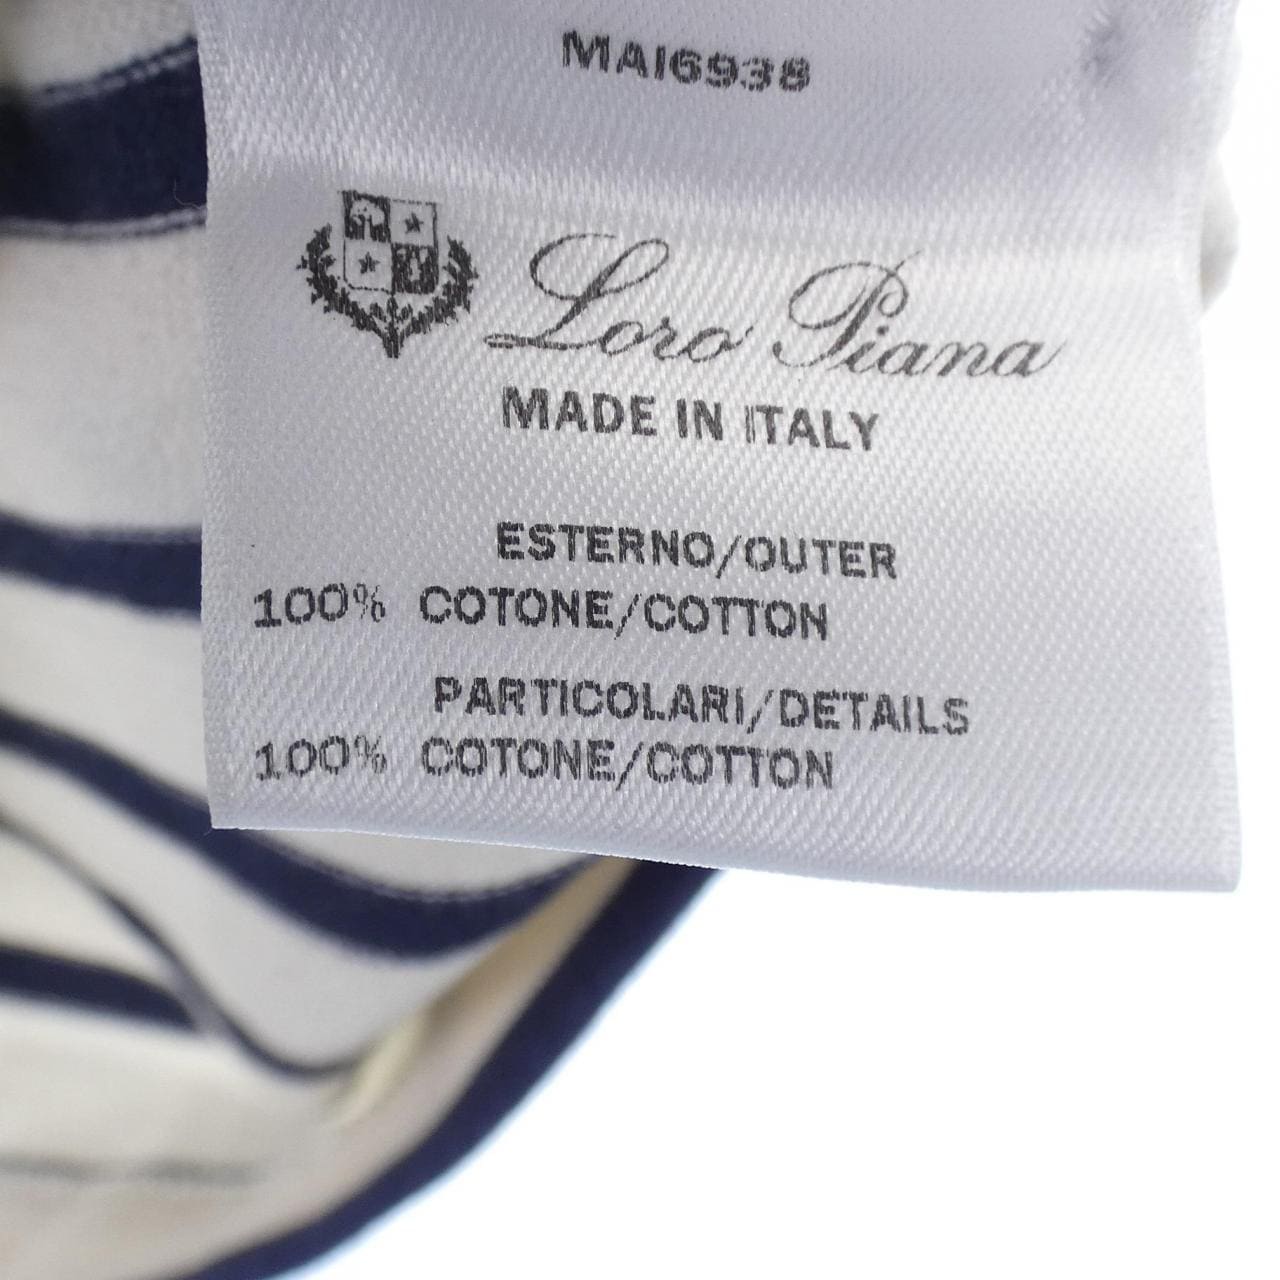 MAI6938
Loro Piana
MADE IN ITALY
ESTERNO/OUTER
100% COTONE/COTTON
PARTICOLARI/DETAILS
100% COTONE/COTTON